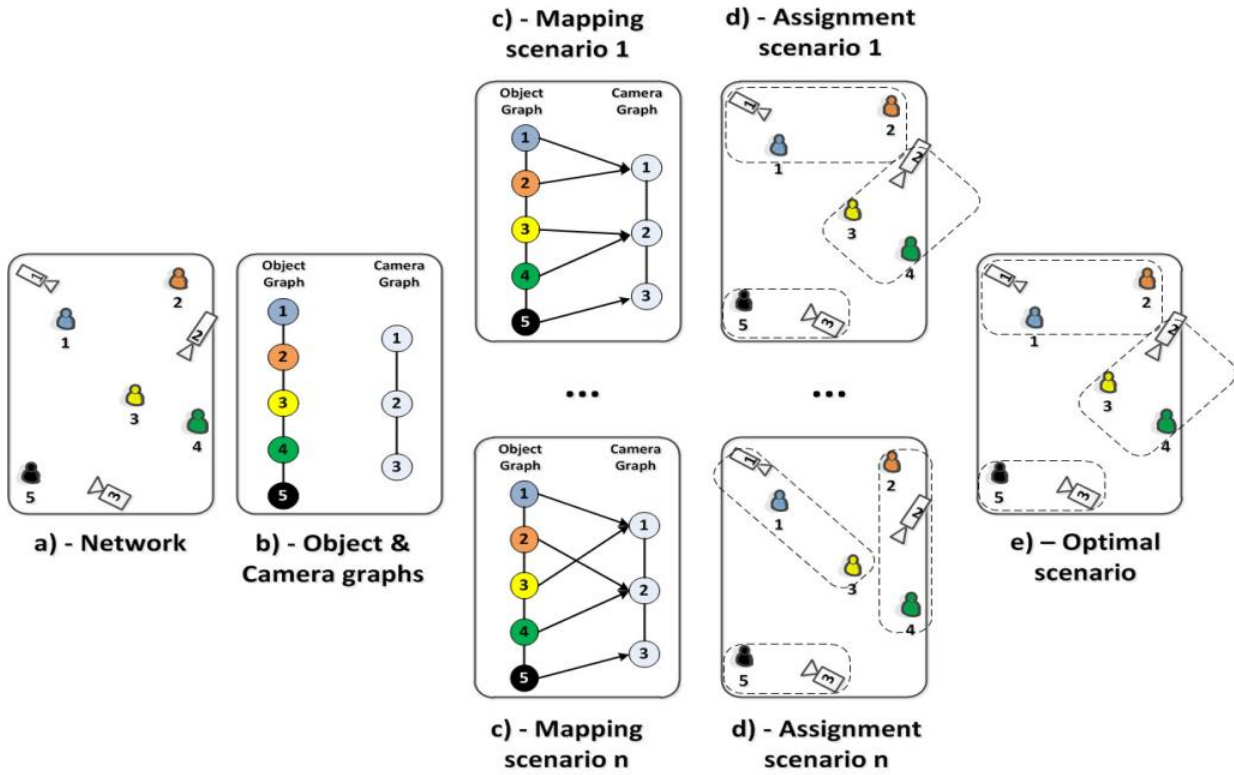 c) - Mapping
scenario 1
d) - Assignment
scenario 1
Object
Graph
Camera
Graph
1
2
3
4
5
1
2
3
1
2
1
2
3
4
5
3
1
2
1
2
3
4
5
3
a) - Network
Object
Graph
Camera
Graph
1
2
3
4
5
1
2
3
b) - Object &
Camera graphs
...
...
Object
Graph
Camera
Graph
1
2
3
4
5
1
2
3
c) - Mapping
scenario n
1
2
1
2
3
4
5
3
d) - Assignment
scenario n
1
2
1
2
3
4
5
3
e) – Optimal
scenario